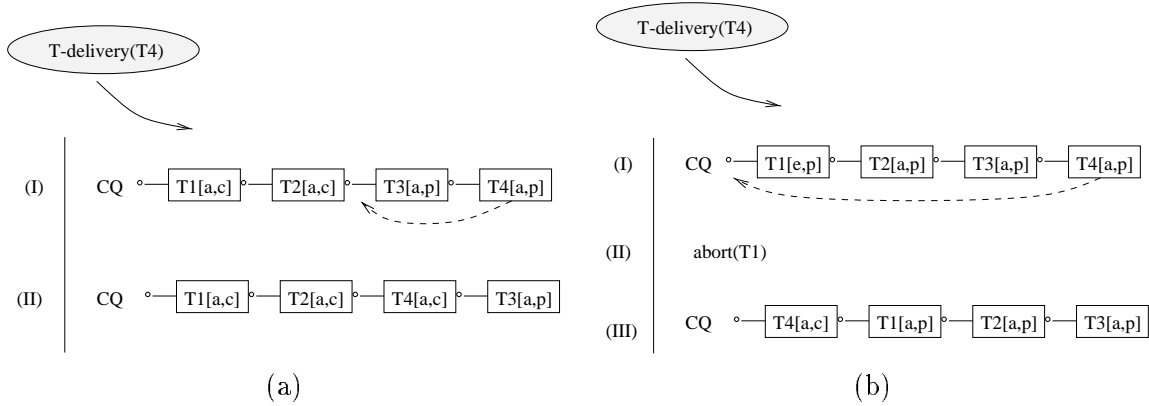 T-delivery(T4)
(I) CQ T1[a,c] T2[a,c] T3[a,p] T4[a,p]
(II) CQ T1[a,c] T2[a,c] T4[a,c] T3[a,p]
(a)
T-delivery(T4)
(I) CQ T1[e,p] T2[a,p] T3[a,p] T4[a,p]
(II) abort(T1)
(III) CQ T4[a,c] T1[a,p] T2[a,p] T3[a,p]
(b)